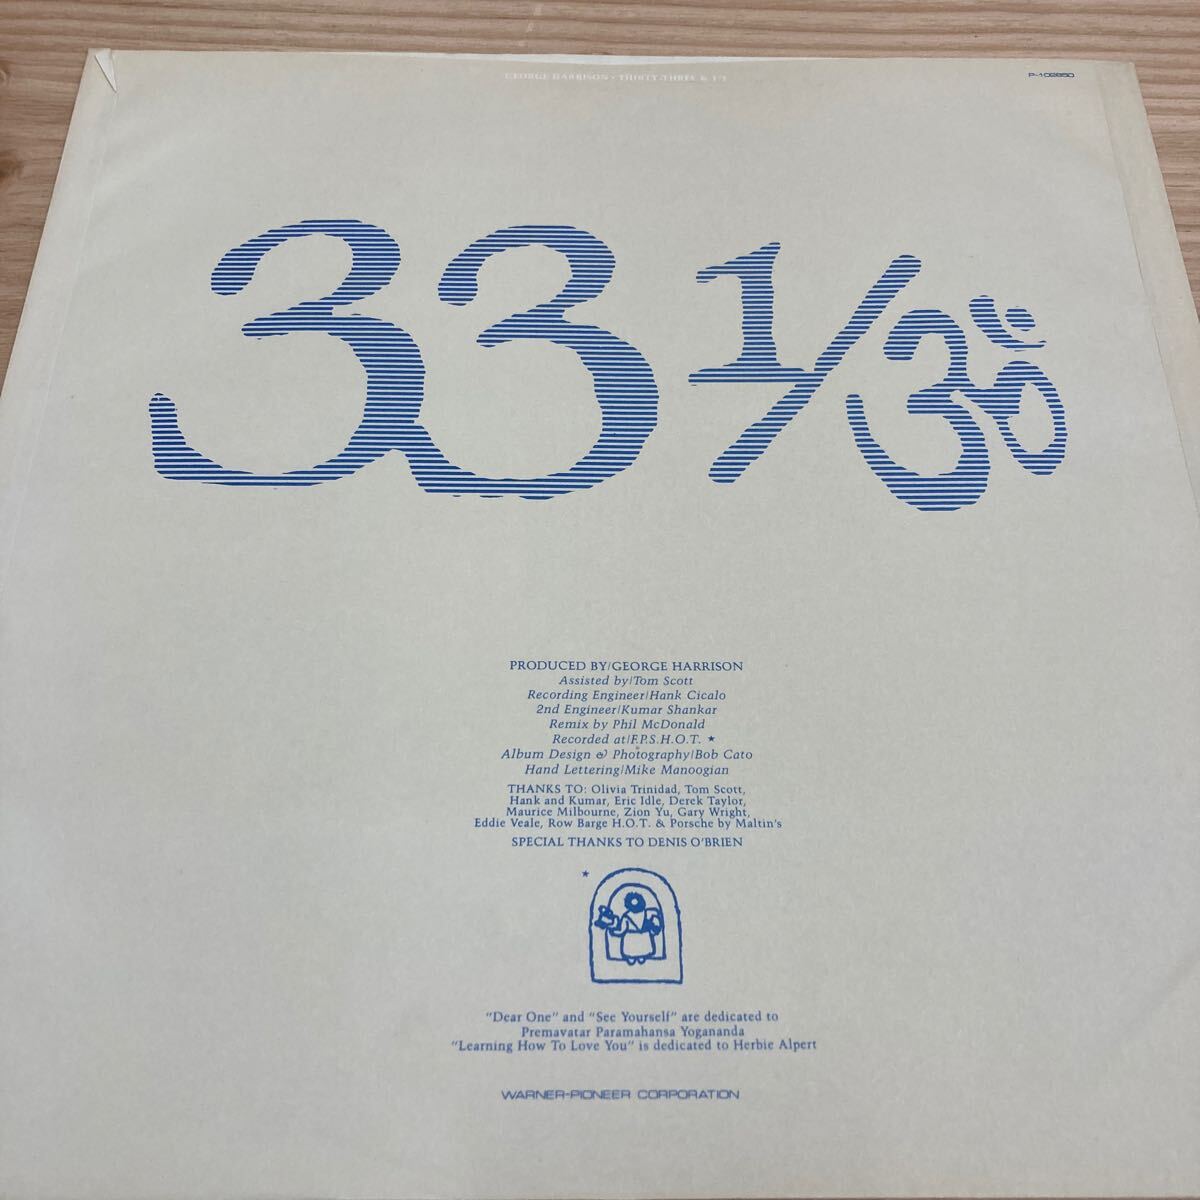 GEORGE HARRISON • THIRTY-THREE & 1/3
P-10285D
33 1/ॐ
PRODUCED BY/GEORGE HARRISON
Assisted by/Tom Scott
Recording Engineer/Hank Cicalo
2nd Engineer/Kumar Shankar
Remix by Phil McDonald
Recorded at/F.P.S.H.O.T. ★
Album Design & Photography/Bob Cato
Hand Lettering/Mike Manoogian
THANKS TO: Olivia Trinidad, Tom Scott,
Hank and Kumar, Eric Idle, Derek Taylor,
Maurice Milbourne, Zion Yu, Gary Wright,
Eddie Veale, Row Barge H.O.T. & Porsche by Maltin's
SPECIAL THANKS TO DENIS O'BRIEN
★
"Dear One" and "See Yourself" are dedicated to
Premavatar Paramahansa Yogananda
"Learning How To Love You" is dedicated to Herbie Alpert
WARNER-PIONEER CORPORATION